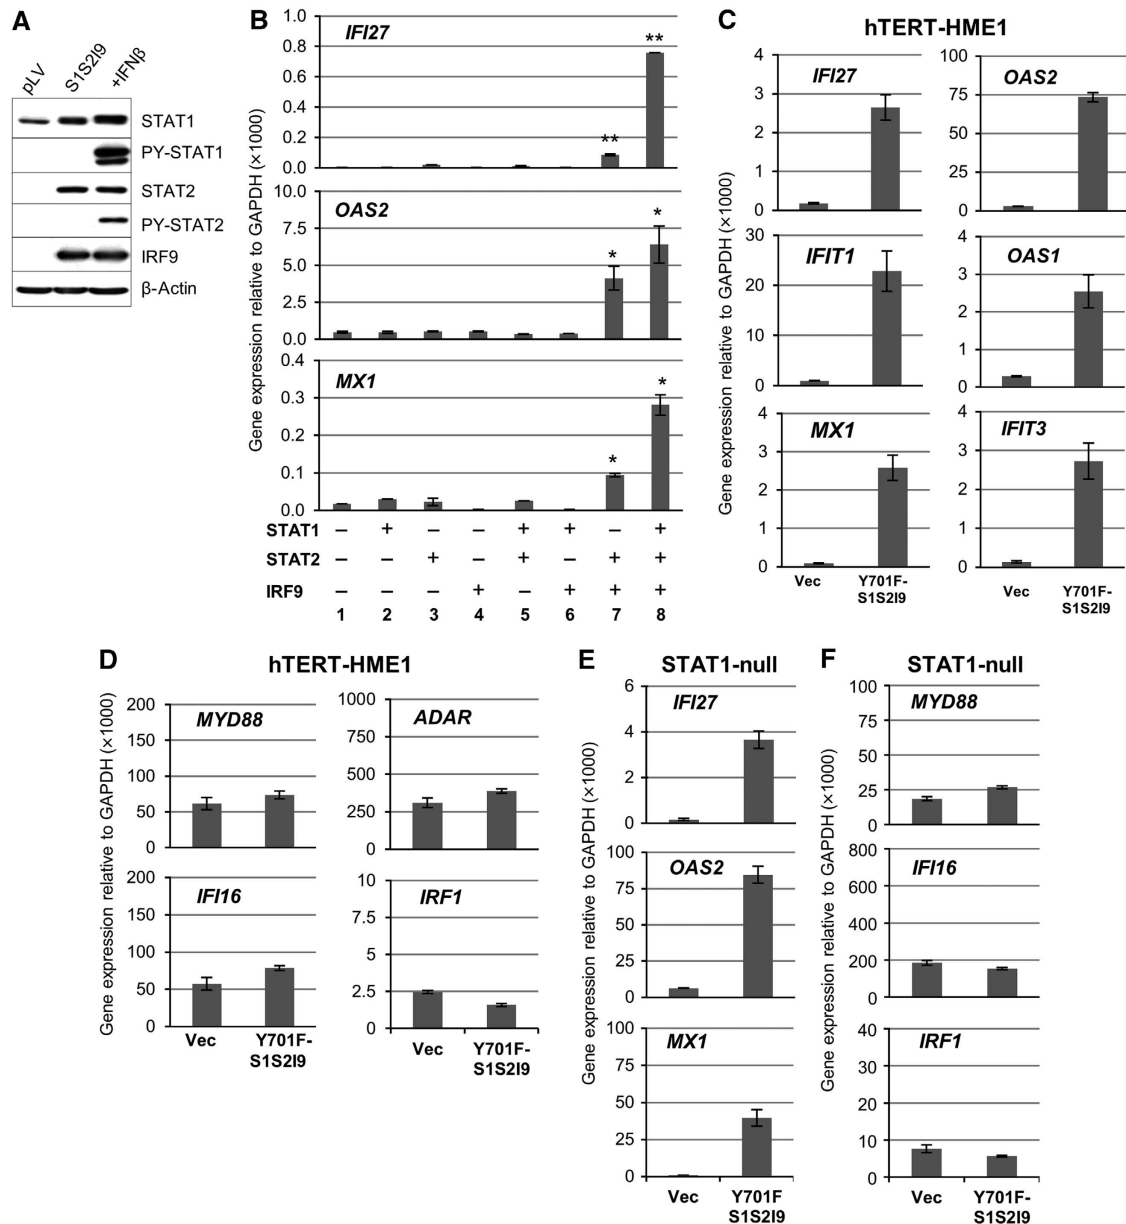 A
pLV
S1S2I9
+IFNβ
STAT1
PY-STAT1
STAT2
PY-STAT2
IRF9
β-Actin
B
Gene expression relative to GAPDH (×1000)
IFI27
1.0
0.8
0.6
0.4
0.2
0.0
**
**
OAS2
10.0
7.5
5.0
2.5
0.0
*
*
MX1
0.4
0.3
0.2
0.1
0.0
*
*
STAT1 – + – – + + – +
STAT2 – – + – + – + +
IRF9 – – – + – + + +
1 2 3 4 5 6 7 8
C
hTERT-HME1
Gene expression relative to GAPDH (×1000)
IFI27
4
3
2
1
0
OAS2
100
75
50
25
0
IFIT1
30
20
10
0
OAS1
4
3
2
1
0
MX1
4
3
2
1
0
IFIT3
4
3
2
1
0
Vec
Y701F-
S1S2I9
Vec
Y701F-
S1S2I9
D
hTERT-HME1
Gene expression relative to GAPDH (×1000)
MYD88
200
150
100
50
0
ADAR
1000
750
500
250
0
IFI16
200
150
100
50
0
IRF1
10
7.5
5
2.5
0
Vec
Y701F-
S1S2I9
Vec
Y701F-
S1S2I9
E
STAT1-null
Gene expression relative to GAPDH (×1000)
IFI27
6
4
2
0
OAS2
100
75
50
25
0
MX1
100
75
50
25
0
Vec
Y701F
S1S2I9
F
STAT1-null
Gene expression relative to GAPDH (×1000)
MYD88
100
75
50
25
0
IFI16
800
600
400
200
0
IRF1
40
30
20
10
0
Vec
Y701F-
S1S2I9